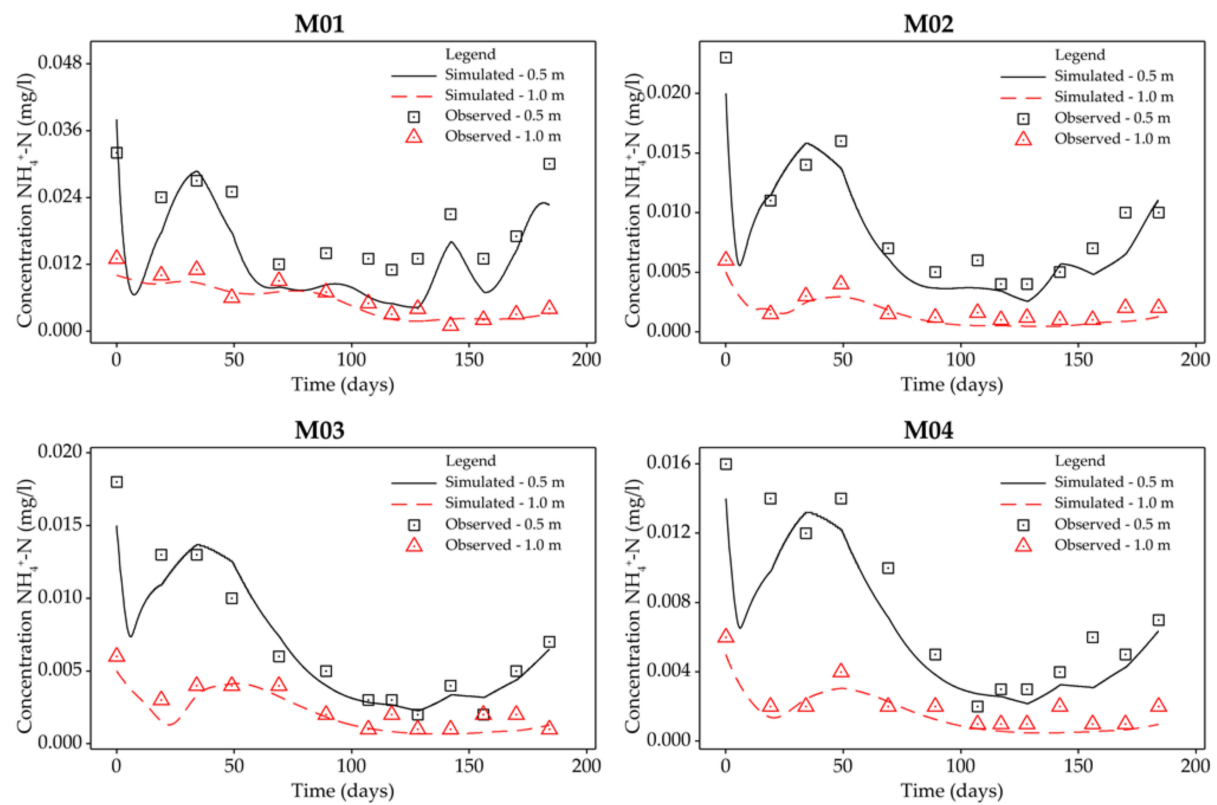 M01
Concentration NH₄⁺-N (mg/l)
0.048
0.036
0.024
0.012
0.000
0 50 100 150 200
Time (days)
Legend
Simulated - 0.5 m
Simulated - 1.0 m
Observed - 0.5 m
Observed - 1.0 m
M02
Concentration NH₄⁺-N (mg/l)
0.020
0.015
0.010
0.005
0.000
0 50 100 150 200
Time (days)
Legend
Simulated - 0.5 m
Simulated - 1.0 m
Observed - 0.5 m
Observed - 1.0 m
M03
Concentration NH₄⁺-N (mg/l)
0.020
0.015
0.010
0.005
0.000
0 50 100 150 200
Time (days)
Legend
Simulated - 0.5 m
Simulated - 1.0 m
Observed - 0.5 m
Observed - 1.0 m
M04
Concentration NH₄⁺-N (mg/l)
0.016
0.012
0.008
0.004
0.000
0 50 100 150 200
Time (days)
Legend
Simulated - 0.5 m
Simulated - 1.0 m
Observed - 0.5 m
Observed - 1.0 m